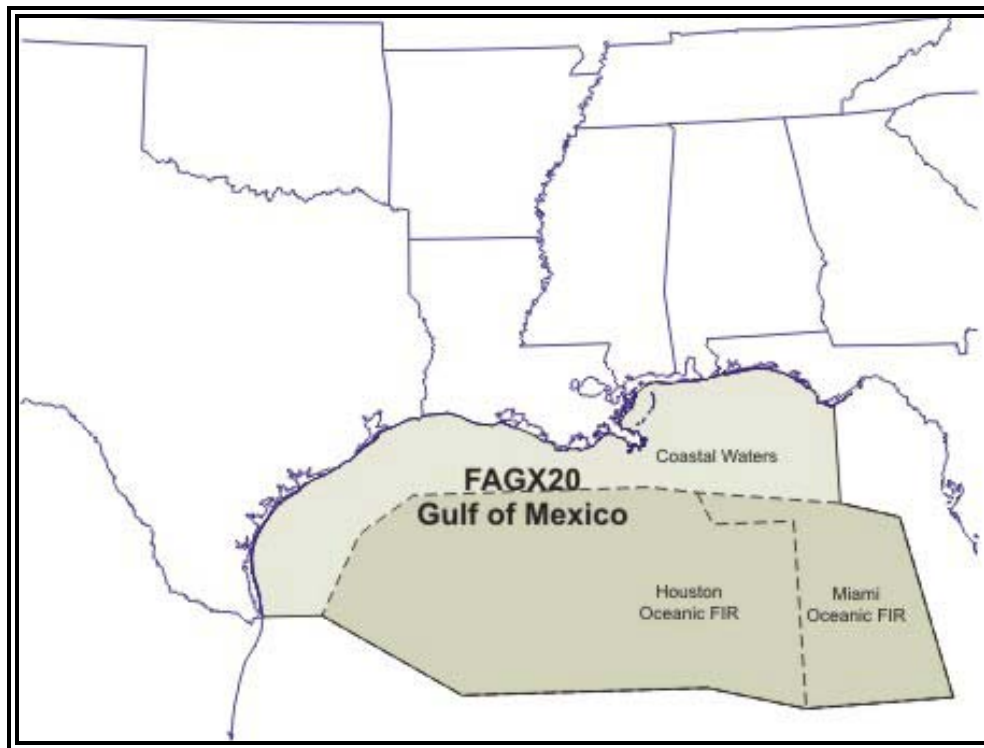 Coastal Waters
FAGX20
Gulf of Mexico
Houston
Oceanic FIR
Miami
Oceanic FIR